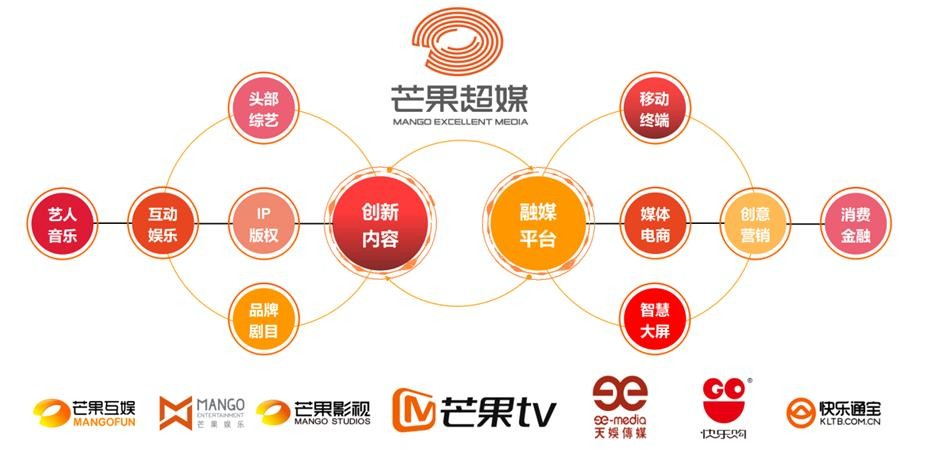 芒果超媒
MANGO EXCELLENT MEDIA
头部
综艺
移动
终端
艺人
音乐
互动
娱乐
IP
版权
创新
内容
融媒
平台
媒体
电商
创意
营销
消费
金融
品牌
剧目
智慧
大屏
芒果互娱
MANGOFUN
MANGO
ENTERTAINMENT
芒果娱乐
芒果影视
MANGO STUDIOS
芒果tv
ee-media
天娱傳媒
GO
®
快乐购
快乐通宝
KLTB.COM.CN